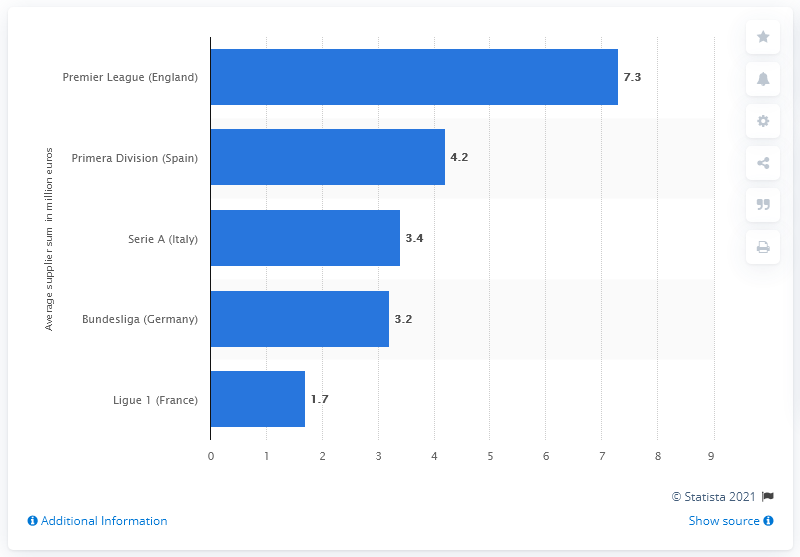 Average supplier sum in million euros
Premier League (England)
7.3
Primera Division (Spain)
4.2
Serie A (Italy)
3.4
Bundesliga (Germany)
3.2
Ligue 1 (France)
1.7
0 1 2 3 4 5 6 7 8 9
© Statista 2021
Additional Information
Show source